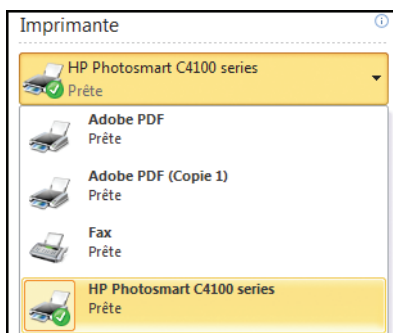 Imprimante
HP Photosmart C4100 series
Prête
Adobe PDF
Prête
Adobe PDF (Copie 1)
Prête
Fax
Prête
HP Photosmart C4100 series
Prête